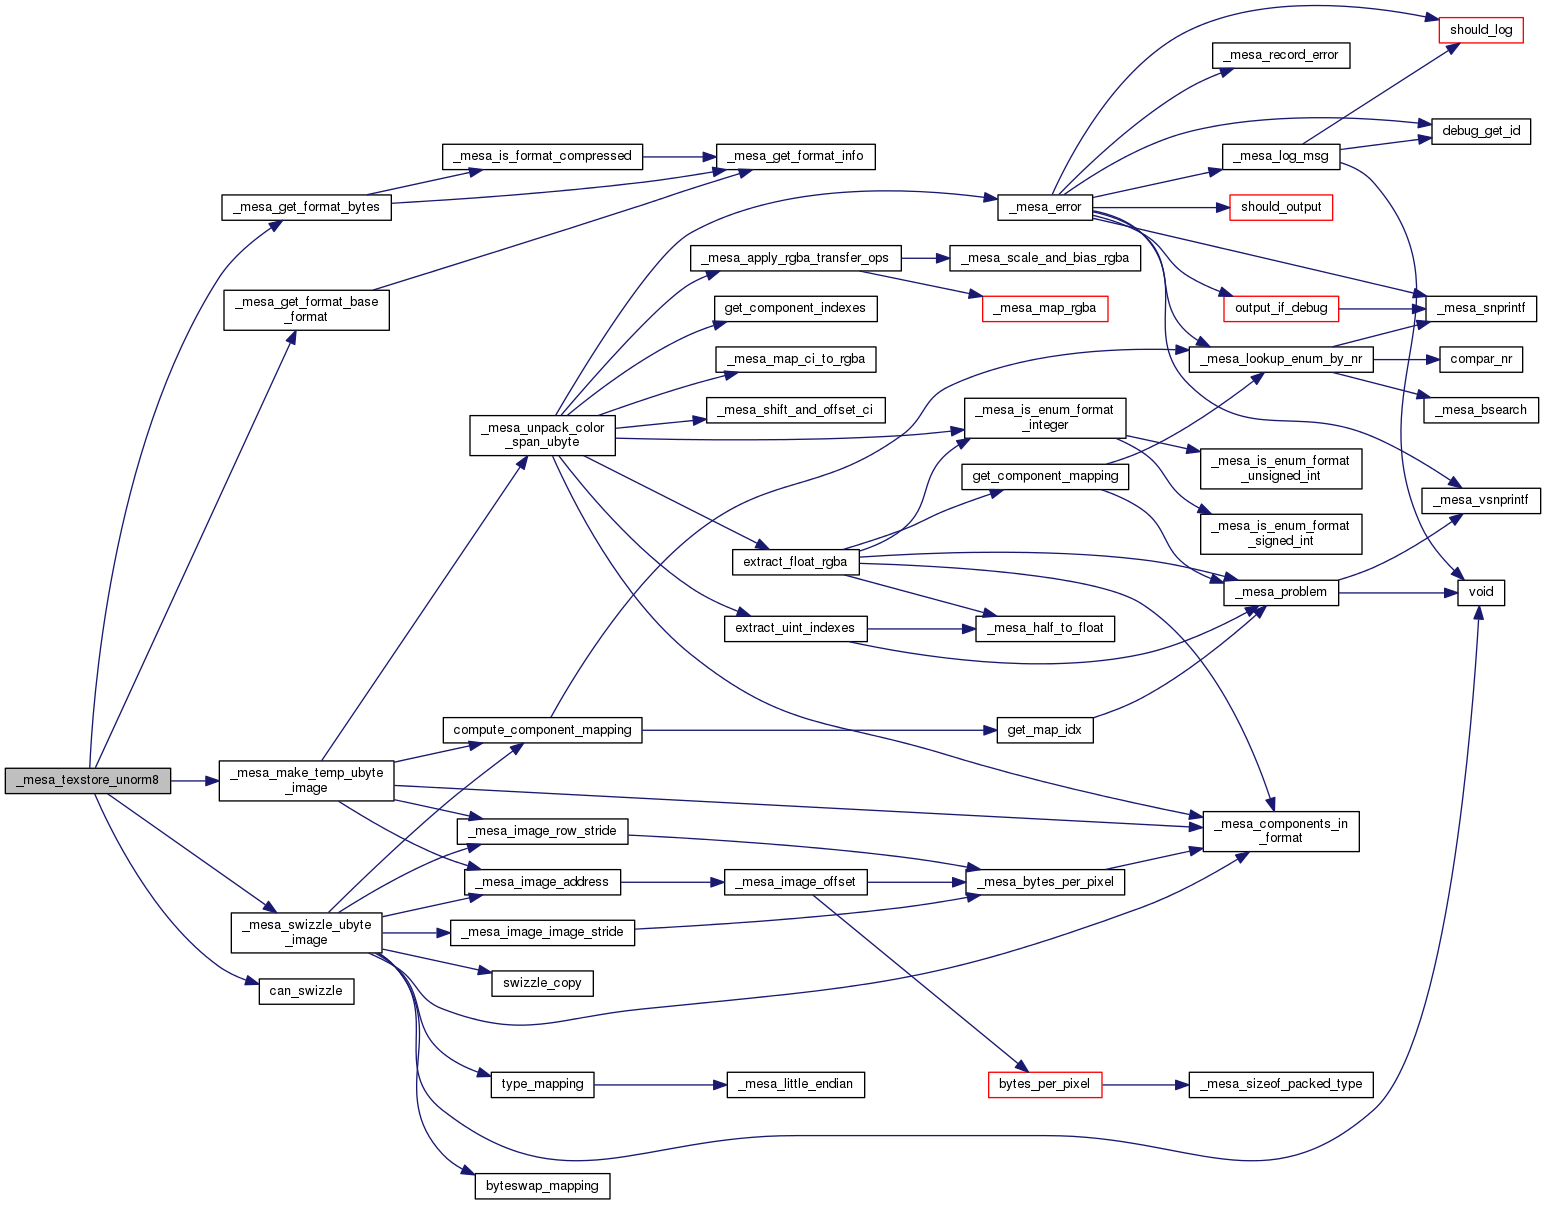 should_log
_mesa_record_error
debug_get_id
_mesa_is_format_compressed
_mesa_get_format_info
_mesa_log_msg
_mesa_get_format_bytes
_mesa_error
should_output
_mesa_apply_rgba_transfer_ops
_mesa_scale_and_bias_rgba
_mesa_get_format_base
_format
get_component_indexes
_mesa_map_rgba
output_if_debug
_mesa_snprintf
_mesa_map_ci_to_rgba
_mesa_lookup_enum_by_nr
compar_nr
_mesa_shift_and_offset_ci
_mesa_bsearch
_mesa_unpack_color
_span_ubyte
_mesa_is_enum_format
_integer
get_component_mapping
_mesa_is_enum_format
_unsigned_int
_mesa_vsnprintf
_mesa_is_enum_format
_signed_int
extract_float_rgba
_mesa_problem
void
extract_uint_indexes
_mesa_half_to_float
compute_component_mapping
get_map_idx
_mesa_texstore_unorm8
_mesa_make_temp_ubyte
_image
_mesa_image_row_stride
_mesa_components_in
_format
_mesa_image_address
_mesa_image_offset
_mesa_bytes_per_pixel
_mesa_swizzle_ubyte
_image
_mesa_image_image_stride
can_swizzle
swizzle_copy
type_mapping
_mesa_little_endian
bytes_per_pixel
_mesa_sizeof_packed_type
byteswap_mapping